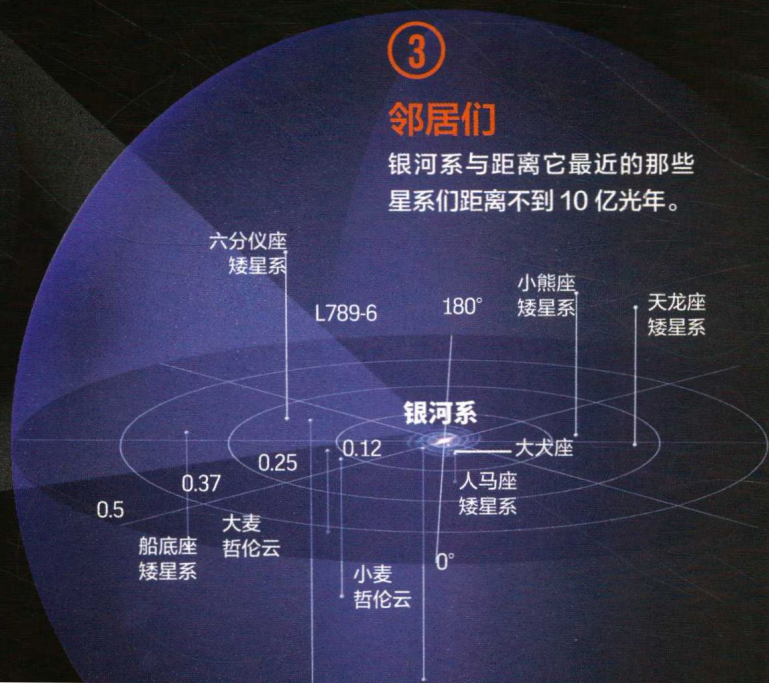 3
邻居们
银河系与距离它最近的那些
星系们距离不到 10 亿光年。
六分仪座
矮星系
L789-6
180°
小熊座
矮星系
天龙座
矮星系
银河系
0.12
大犬座
0.25
人马座
矮星系
0.37
0.5
大麦
哲伦云
船底座
矮星系
0°
小麦
哲伦云